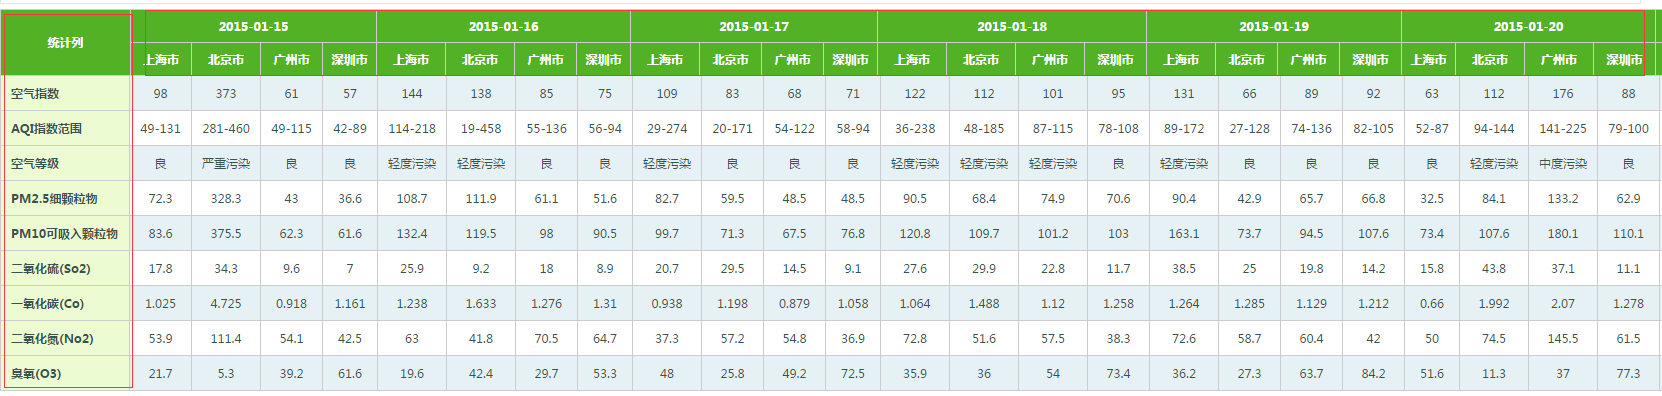 统计列 2015-01-15 2015-01-16 2015-01-17 2015-01-18 2015-01-19 2015-01-20
上海市 北京市 广州市 深圳市 上海市 北京市 广州市 深圳市 上海市 北京市 广州市 深圳市 上海市 北京市 广州市 深圳市 上海市 北京市 广州市 深圳市 上海市 北京市 广州市 深圳市
空气指数 98 373 61 57 144 138 85 75 109 83 68 71 122 112 101 95 131 66 89 92 63 112 176 88
AQI指数范围 49-131 281-460 49-115 42-89 114-218 19-458 55-136 56-94 29-274 20-171 54-122 58-94 36-238 48-185 87-115 78-108 89-172 27-128 74-136 82-105 52-87 94-144 141-225 79-100
空气等级 良 严重污染 良 良 轻度污染 轻度污染 良 良 轻度污染 良 良 良 轻度污染 轻度污染 轻度污染 良 轻度污染 良 良 良 良 轻度污染 中度污染 良
PM2.5细颗粒物 72.3 328.3 43 36.6 108.7 111.9 61.1 51.6 82.7 59.5 48.5 48.5 90.5 68.4 74.9 70.6 90.4 42.9 65.7 66.8 32.5 84.1 133.2 62.9
PM10可吸入颗粒物 83.6 375.5 62.3 61.6 132.4 119.5 98 90.5 99.7 71.3 67.5 76.8 120.8 109.7 101.2 103 163.1 73.7 94.5 107.6 73.4 107.6 180.1 110.1
二氧化硫(So2) 17.8 34.3 9.6 7 25.9 9.2 18 8.9 20.7 29.5 14.5 9.1 27.6 29.9 22.8 11.7 38.5 25 19.8 14.2 15.8 43.8 37.1 11.1
一氧化碳(Co) 1.025 4.725 0.918 1.161 1.238 1.633 1.276 1.31 0.938 1.198 0.879 1.058 1.064 1.488 1.12 1.258 1.264 1.285 1.129 1.212 0.66 1.992 2.07 1.278
二氧化氮(No2) 53.9 111.4 54.1 42.5 63 41.8 70.5 64.7 37.3 57.2 54.8 36.9 72.8 51.6 57.5 38.3 72.6 58.7 60.4 42 50 74.5 145.5 61.5
臭氧(O3) 21.7 5.3 39.2 61.6 19.6 42.4 29.7 53.3 48 25.8 49.2 72.5 35.9 36 54 73.4 36.2 27.3 63.7 84.2 51.6 11.3 37 77.3